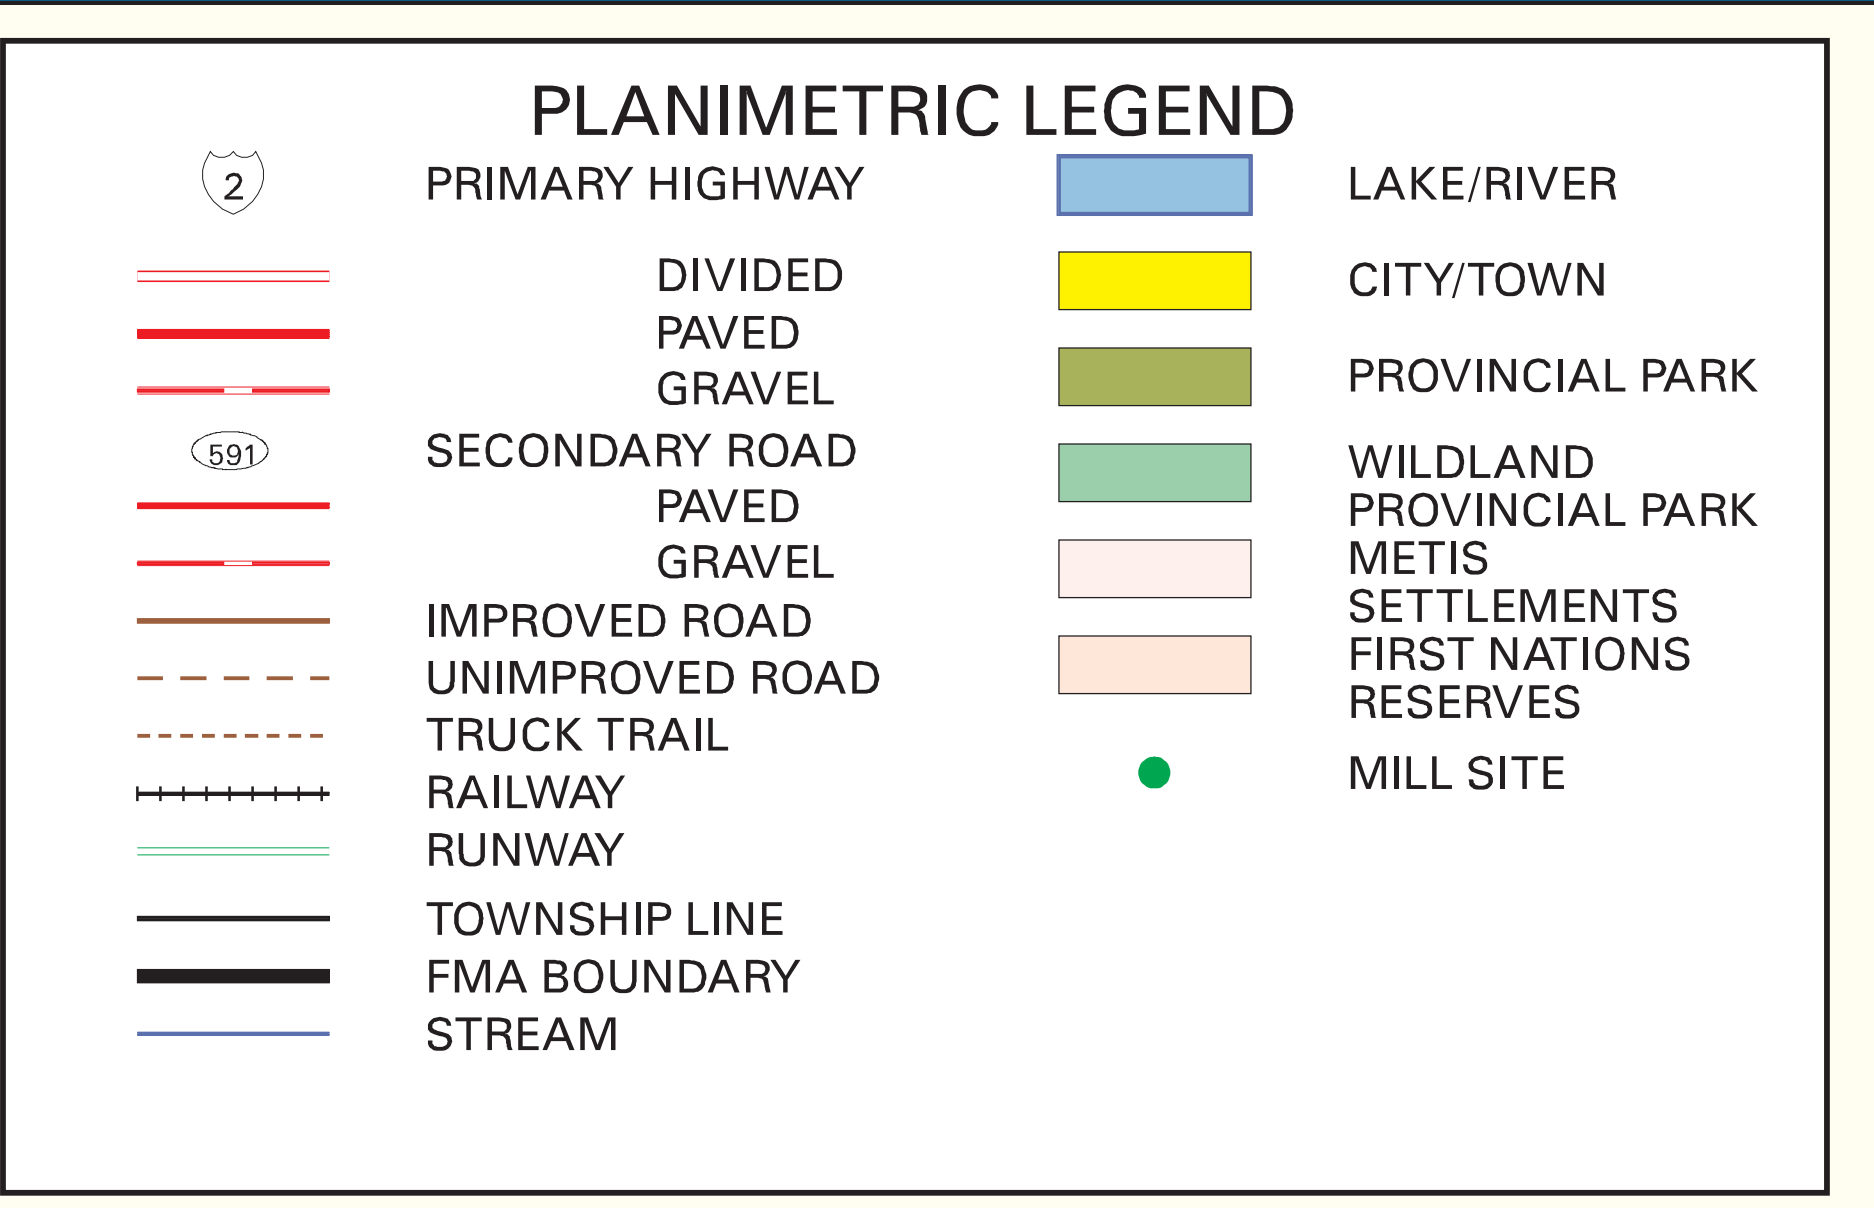 PLANIMETRIC LEGEND
2
PRIMARY HIGHWAY
DIVIDED
PAVED
GRAVEL
591
SECONDARY ROAD
PAVED
GRAVEL
IMPROVED ROAD
UNIMPROVED ROAD
TRUCK TRAIL
RAILWAY
RUNWAY
TOWNSHIP LINE
FMA BOUNDARY
STREAM
LAKE/RIVER
CITY/TOWN
PROVINCIAL PARK
WILDLAND
PROVINCIAL PARK
METIS
SETTLEMENTS
FIRST NATIONS
RESERVES
MILL SITE